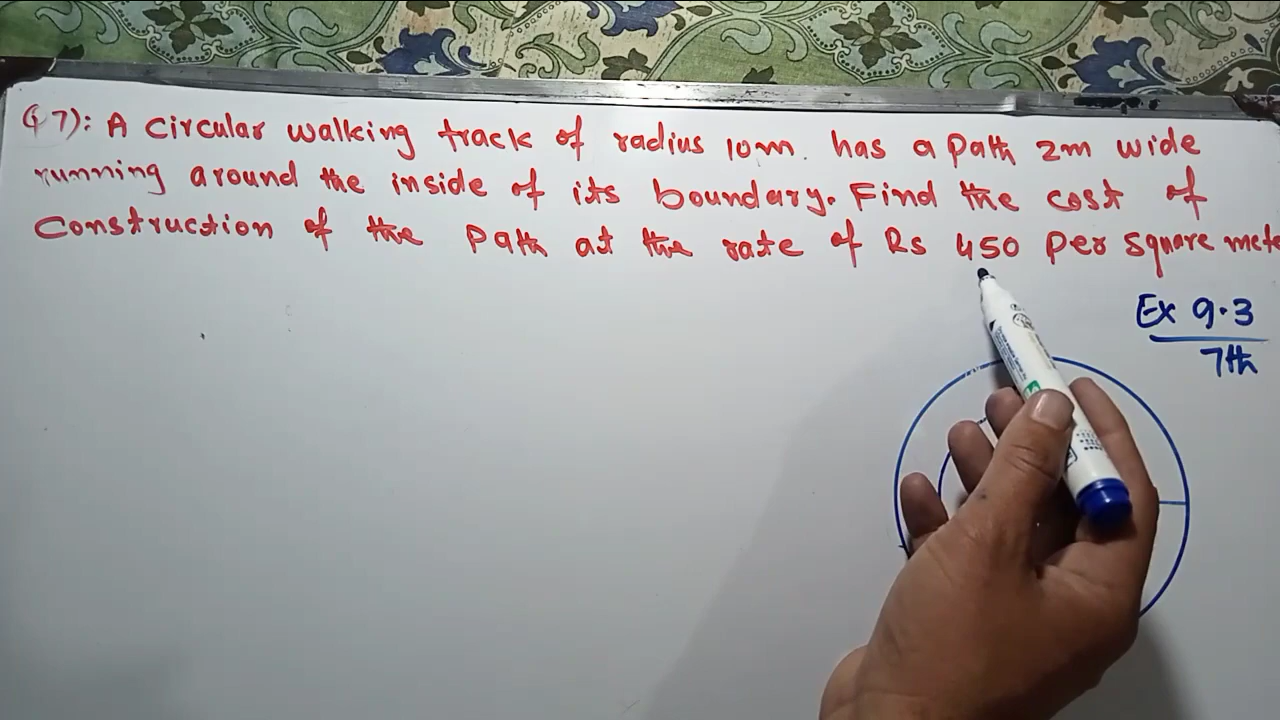 Q7): A circular walking track of radius 10m. has a path 2m wide
running around the inside of its boundary. Find the cost of
Construction of the path at the rate of Rs 450 per square mete
Ex 9.3
7th